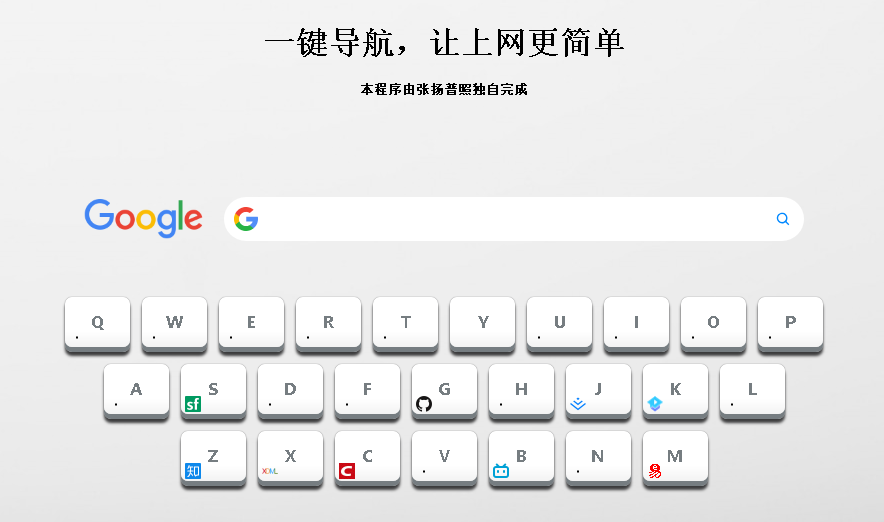 一键导航，让上网更简单
本程序由张扬普照独自完成
Google G
Q W E R T Y U I O P
A S D F G H J K L
sf
Z X C V B N M
知 C 易